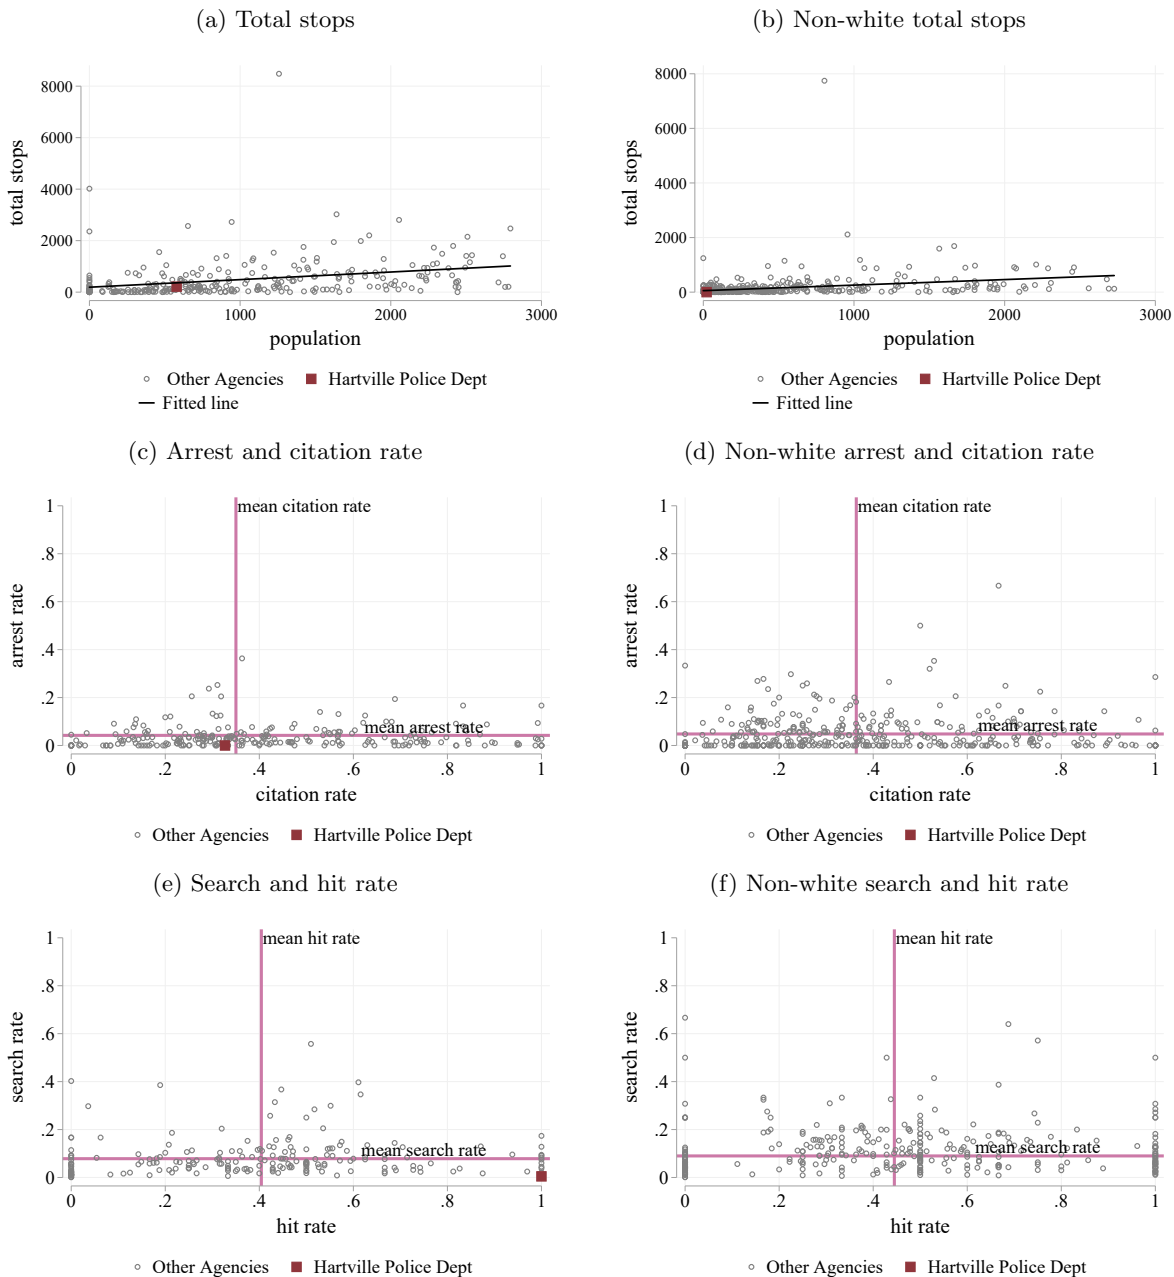 (a) Total stops
(b) Non-white total stops
total stops
8000
6000
4000
2000
0
0 1000 2000 3000
population
Other Agencies Hartville Police Dept
Fitted line
total stops
8000
6000
4000
2000
0
0 1000 2000 3000
population
Other Agencies Hartville Police Dept
Fitted line
(c) Arrest and citation rate
(d) Non-white arrest and citation rate
arrest rate
1
.8
.6
.4
.2
0
mean citation rate
mean arrest rate
0 .2 .4 .6 .8 1
citation rate
Other Agencies Hartville Police Dept
arrest rate
1
.8
.6
.4
.2
0
mean citation rate
mean arrest rate
0 .2 .4 .6 .8 1
citation rate
Other Agencies Hartville Police Dept
(e) Search and hit rate
(f) Non-white search and hit rate
search rate
1
.8
.6
.4
.2
0
mean hit rate
mean search rate
0 .2 .4 .6 .8 1
hit rate
Other Agencies Hartville Police Dept
search rate
1
.8
.6
.4
.2
0
mean hit rate
mean search rate
0 .2 .4 .6 .8 1
hit rate
Other Agencies Hartville Police Dept